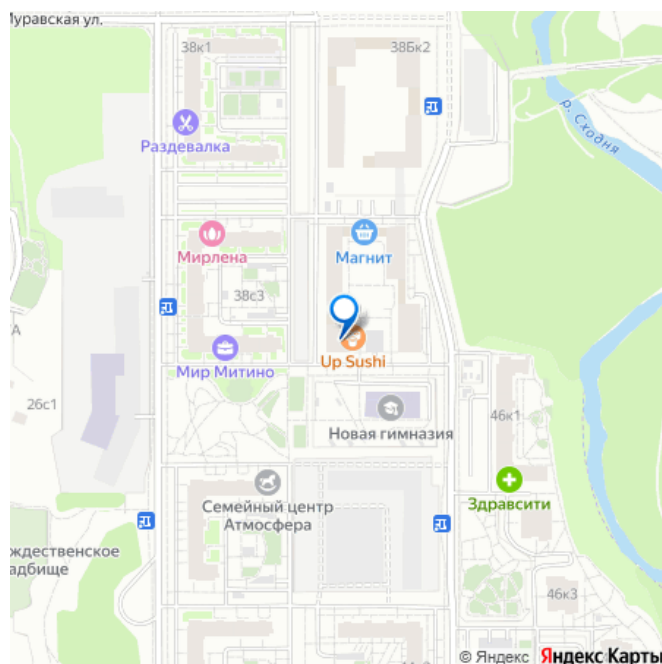 Муравская ул.
38к1
38Бк2
р. Сходня
Раздевалка
Мирлена
Магнит
38с3
Up Sushi
Мир Митино
26с1
Новая гимназия
46к1
Семейный центр
Атмосфера
Здравсити
ждественское
адбище
46к3
© Яндекс Яндекс Карты